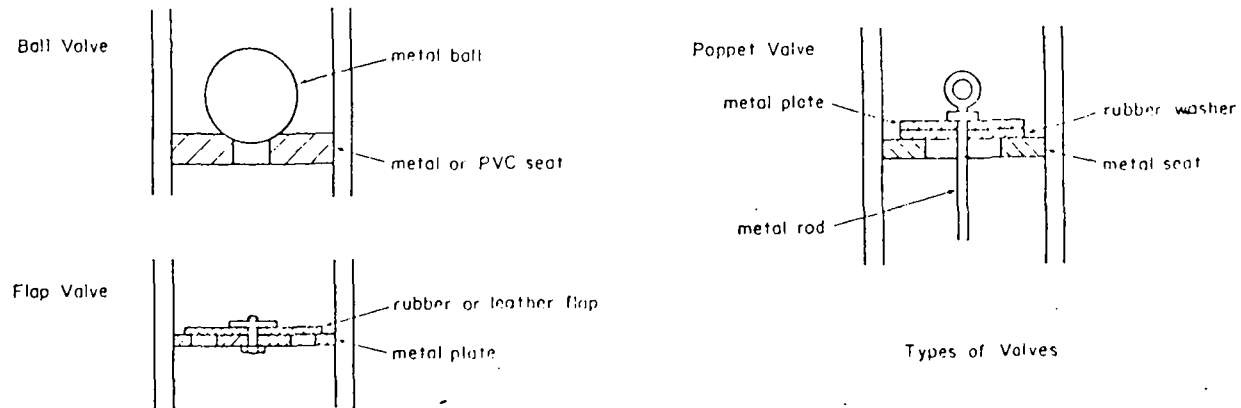 Ball Valve
metal ball
metal or PVC seat
Flap Valve
rubber or leather flap
metal plate
Poppet Valve
metal plate
rubber washer
metal seat
metal rod
Types of Valves